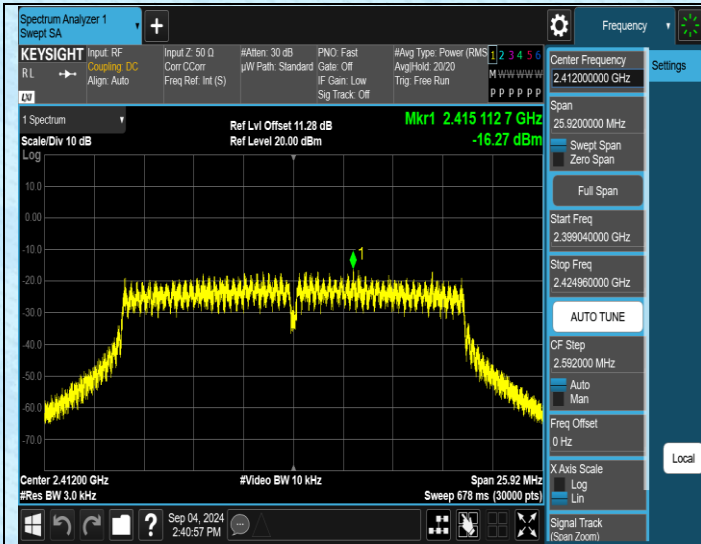 Spectrum Analyzer 1
Swept SA
Frequency
KEYSIGHT
RL
LXI
Input: RF
Coupling: DC
Align: Auto
Input Z: 50 Ω
Corr CCorr
Freq Ref: Int (S)
#Atten: 30 dB
µW Path: Standard
PNO: Fast
Gate: Off
IF Gain: Low
Sig Track: Off
#Avg Type: Power (RMS
Avg|Hold: 20/20
Trig: Free Run
1 2 3 4 5 6
M W W W W W
P P P P P P
1 Spectrum
Scale/Div 10 dB
Ref Lvl Offset 11.28 dB
Ref Level 20.00 dBm
Mkr1 2.415 112 7 GHz
-16.27 dBm
Log
10.0
0.00
-10.0
-20.0
-30.0
-40.0
-50.0
-60.0
-70.0
1
Center 2.41200 GHz
#Res BW 3.0 kHz
#Video BW 10 kHz
Span 25.92 MHz
Sweep 678 ms (30000 pts)
Sep 04, 2024
2:40:57 PM
Center Frequency
2.412000000 GHz
Span
25.9200000 MHz
Swept Span
Zero Span
Full Span
Start Freq
2.399040000 GHz
Stop Freq
2.424960000 GHz
AUTO TUNE
CF Step
2.592000 MHz
Auto
Man
Freq Offset
0 Hz
X Axis Scale
Log
Lin
Signal Track
(Span Zoom)
Settings
Local